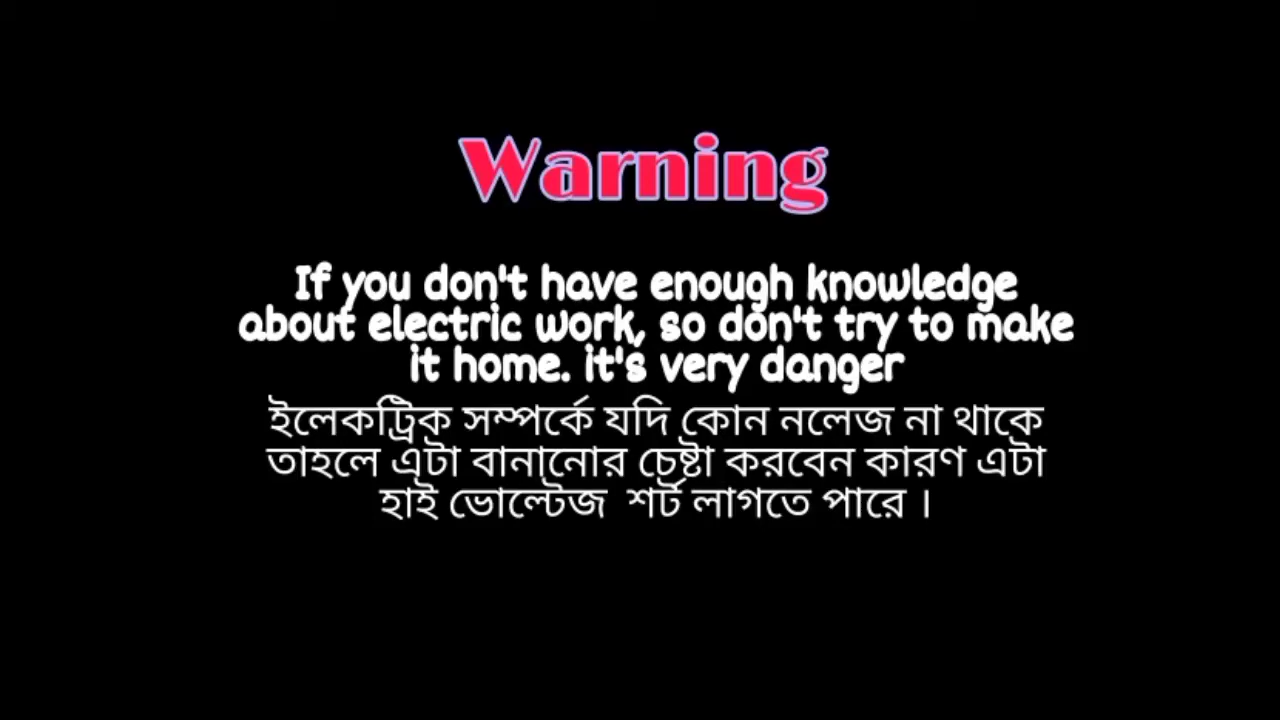 Warning
If you don't have enough knowledge
about electric work, so don't try to make
it home. it's very danger
ইলেকট্রিক সম্পর্কে যদি কোন নলেজ না থাকে
তাহলে এটা বানানোর চেষ্টা করবেন কারণ এটা
হাই ভোল্টেজ শর্ট লাগতে পারে ।